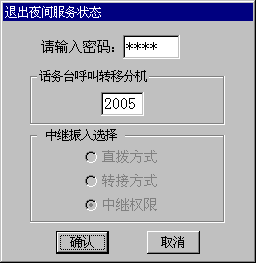 退出夜间服务状态
请输入密码： ****
话务台呼叫转移分机
2005
中继振入选择
直拨方式
转接方式
中继权限
确认 取消